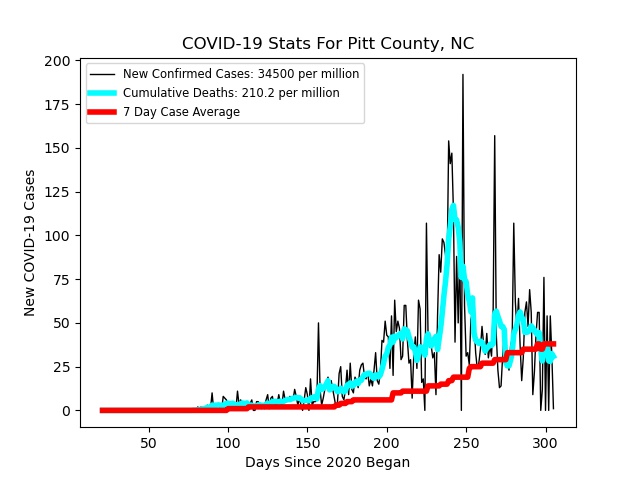 COVID-19 Stats For Pitt County, NC
200
175
150
125
100
75
50
25
0
New COVID-19 Cases
New Confirmed Cases: 34500 per million
Cumulative Deaths: 210.2 per million
7 Day Case Average
50 100 150 200 250 300
Days Since 2020 Began